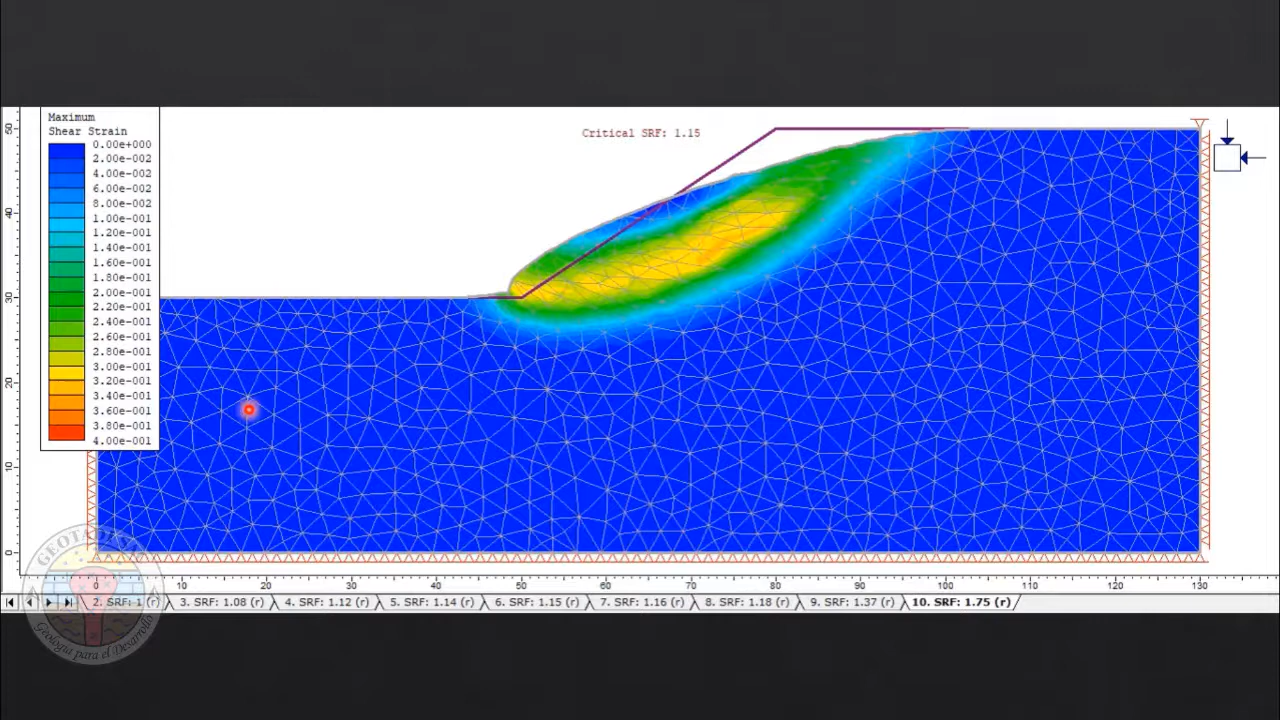 Maximum
Shear Strain
0.00e+000
2.00e-002
4.00e-002
6.00e-002
8.00e-002
1.00e-001
1.20e-001
1.40e-001
1.60e-001
1.80e-001
2.00e-001
2.20e-001
2.40e-001
2.60e-001
2.80e-001
3.00e-001
3.20e-001
3.40e-001
3.60e-001
3.80e-001
4.00e-001
Critical SRF: 1.15
50
40
30
20
10
0
0 10 20 30 40 50 60 70 80 90 100 110 120 130
2. SRF: 1 (r) 3. SRF: 1.08 (r) 4. SRF: 1.12 (r) 5. SRF: 1.14 (r) 6. SRF: 1.15 (r) 7. SRF: 1.16 (r) 8. SRF: 1.18 (r) 9. SRF: 1.37 (r) 10. SRF: 1.75 (r)
Geología para el Desarrollo